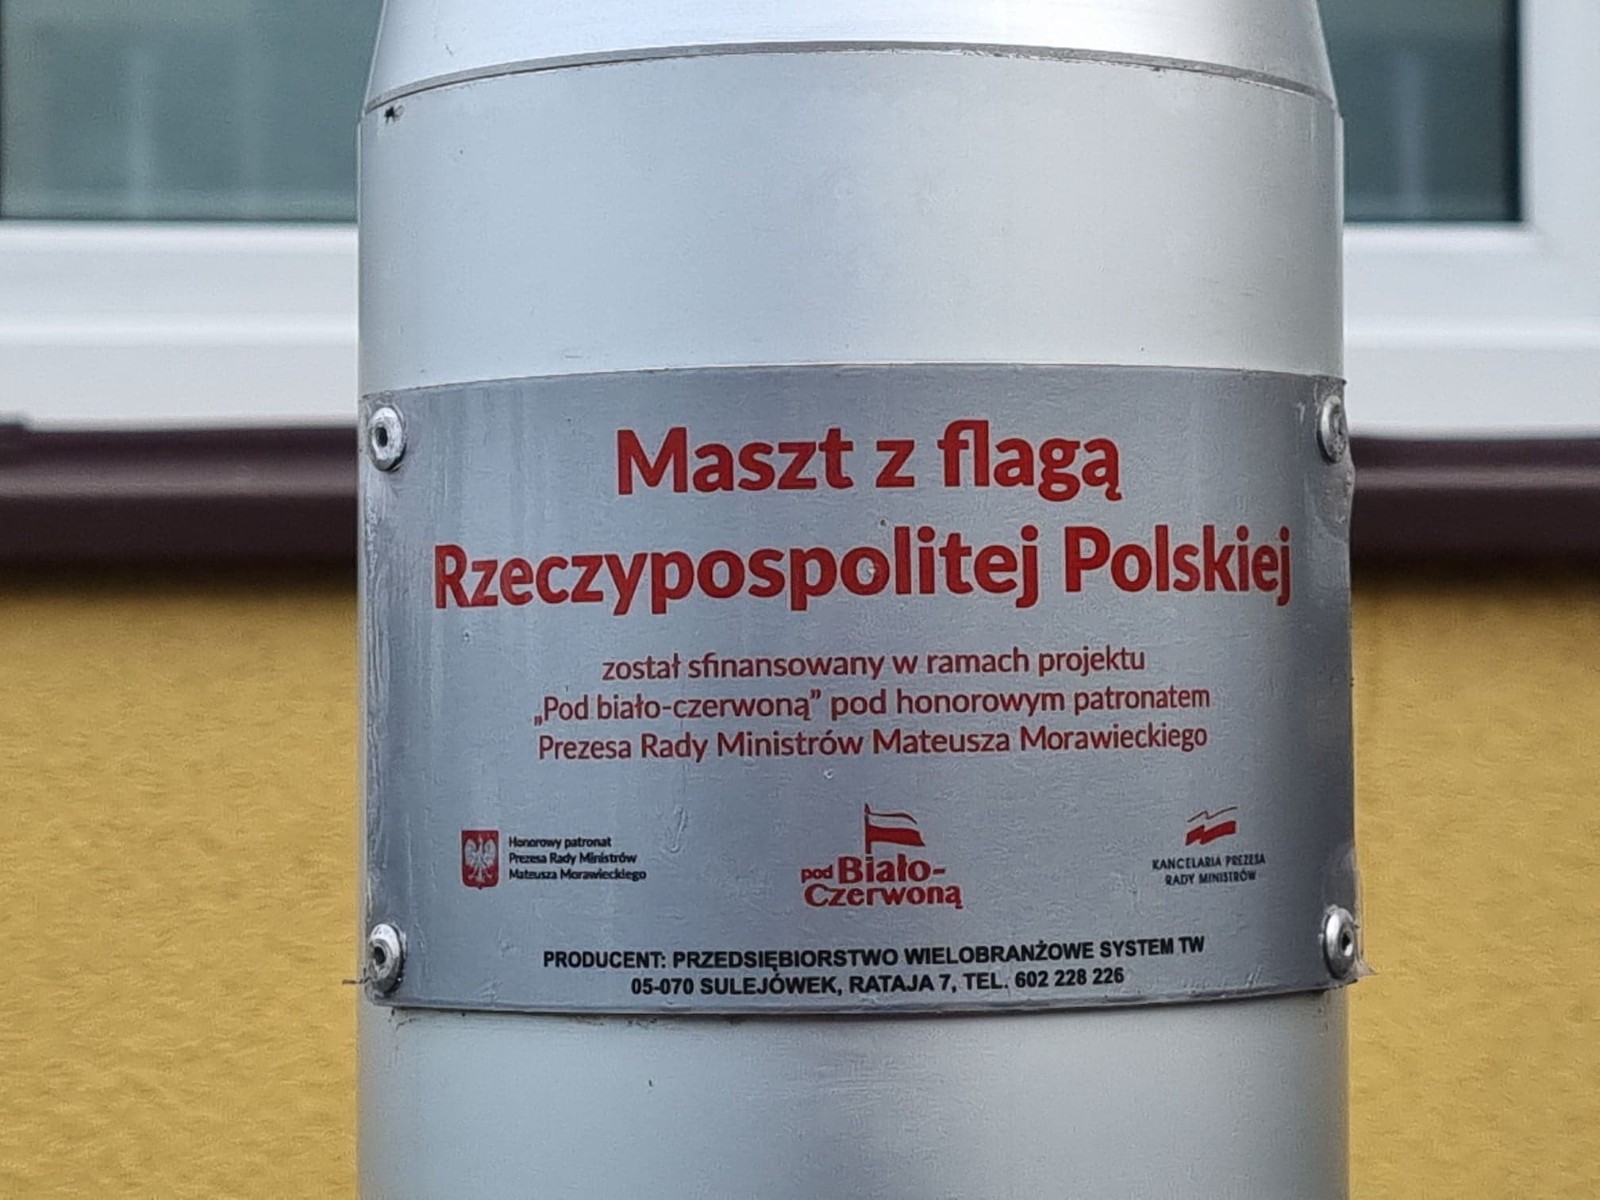 Maszt z flagą
Rzeczypospolitej Polskiej
został sfinansowany w ramach projektu
„Pod biało-czerwoną” pod honorowym patronatem
Prezesa Rady Ministrów Mateusza Morawieckiego
Honorowy patronat
Prezesa Rady Ministrów
Mateusza Morawieckiego
pod Biało-
Czerwoną
KANCELARIA PREZESA
RADY MINISTRÓW
PRODUCENT: PRZEDSIĘBIORSTWO WIELOBRANŻOWE SYSTEM TW
05-070 SULEJÓWEK, RATAJA 7, TEL. 602 228 226